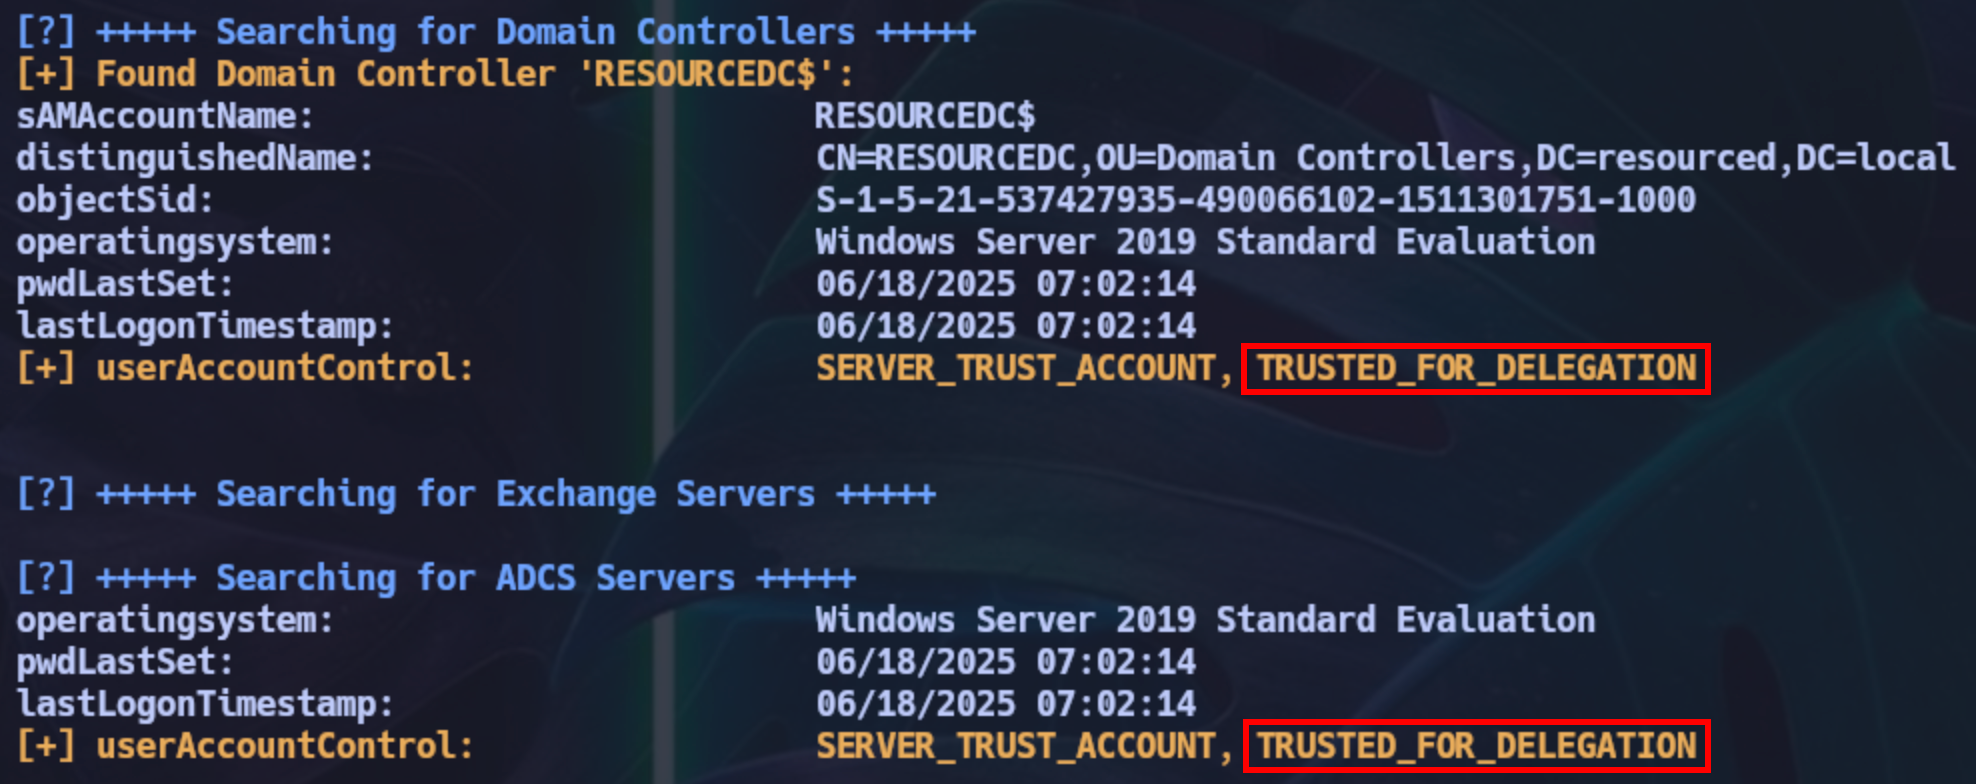 [?] +++++ Searching for Domain Controllers +++++
[+] Found Domain Controller 'RESOURCEDC$':
sAMAccountName: RESOURCEDC$
distinguishedName: CN=RESOURCEDC,OU=Domain Controllers,DC=resourced,DC=local
objectSid: S-1-5-21-537427935-490066102-1511301751-1000
operatingsystem: Windows Server 2019 Standard Evaluation
pwdLastSet: 06/18/2025 07:02:14
lastLogonTimestamp: 06/18/2025 07:02:14
[+] userAccountControl: SERVER_TRUST_ACCOUNT, TRUSTED_FOR_DELEGATION
[?] +++++ Searching for Exchange Servers +++++
[?] +++++ Searching for ADCS Servers +++++
operatingsystem: Windows Server 2019 Standard Evaluation
pwdLastSet: 06/18/2025 07:02:14
lastLogonTimestamp: 06/18/2025 07:02:14
[+] userAccountControl: SERVER_TRUST_ACCOUNT, TRUSTED_FOR_DELEGATION